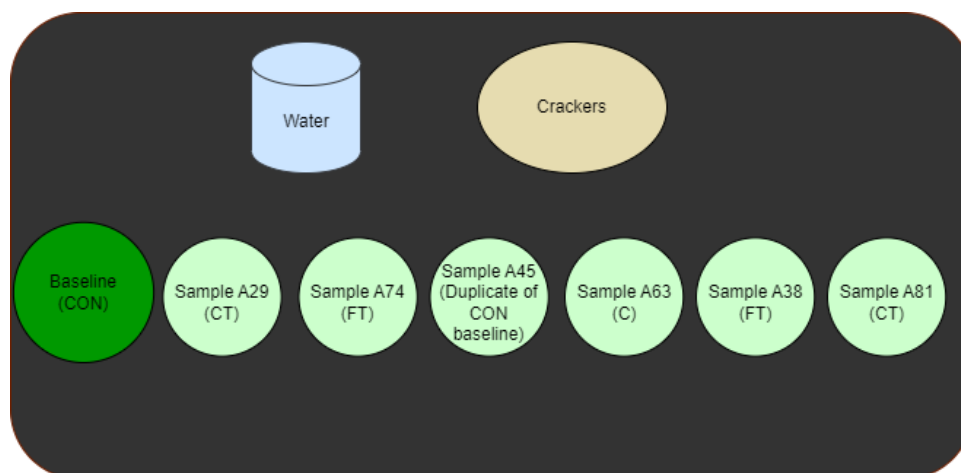 Water
Crackers
Baseline
(CON)
Sample A29
(CT)
Sample A74
(FT)
Sample A45
(Duplicate of
CON
baseline)
Sample A63
(C)
Sample A38
(FT)
Sample A81
(CT)